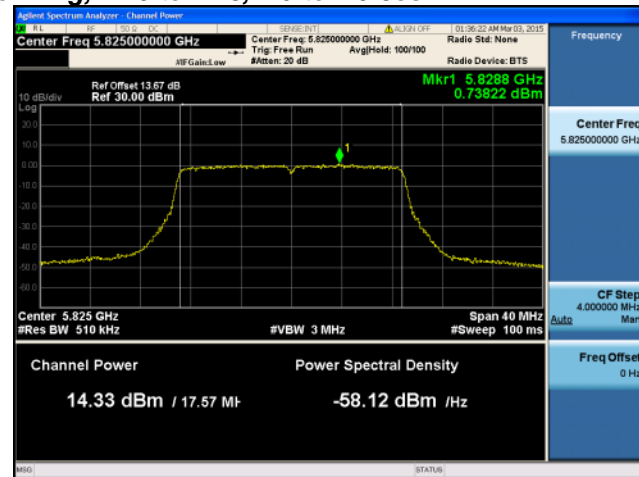 Agilent Spectrum Analyzer - Channel Power
RL RF 50 Ω DC SENSE:INT ALIGN OFF 01:36:22 AM Mar 03, 2015
Center Freq 5.825000000 GHz
Center Freq: 5.825000000 GHz Radio Std: None
Trig: Free Run Avg|Hold: 100/100
#IFGain:Low #Atten: 20 dB Radio Device: BTS
Frequency
Ref Offset 13.67 dB
10 dB/div Ref 30.00 dBm
Mkr1 5.8288 GHz
0.73822 dBm
Log
20.0
10.0
0.00
-10.0
-20.0
-30.0
-40.0
-50.0
-60.0
1
Center Freq
5.825000000 GHz
Center 5.825 GHz Span 40 MHz
#Res BW 510 kHz #VBW 3 MHz #Sweep 100 ms
CF Step
4.000000 MHz
Auto Man
Channel Power Power Spectral Density
14.33 dBm / 17.57 MH -58.12 dBm /Hz
Freq Offset
0 Hz
MSG STATUS